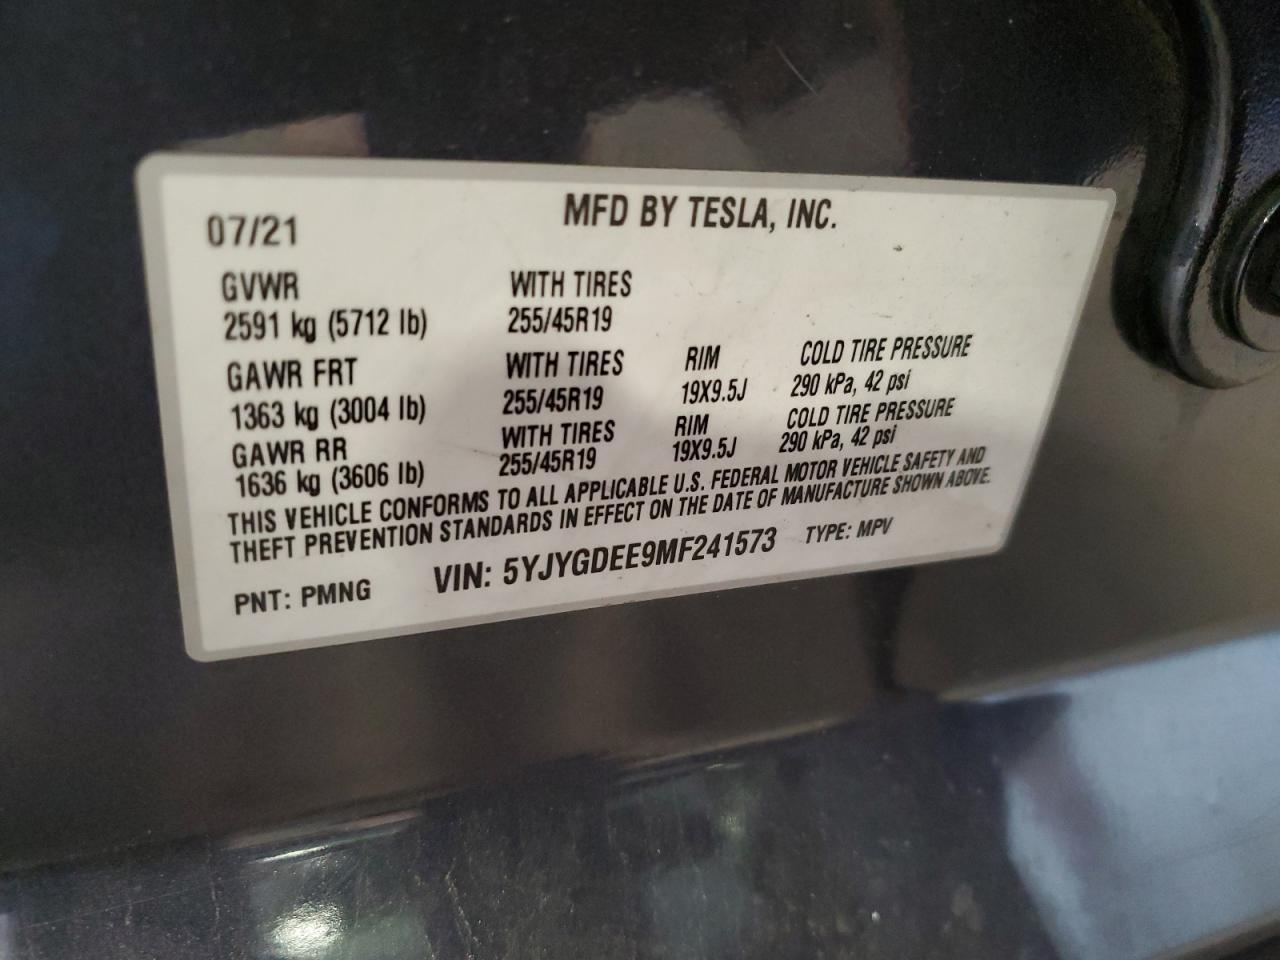 07/21 MFD BY TESLA, INC.
GVWR WITH TIRES
2591 kg (5712 lb) 255/45R19
GAWR FRT WITH TIRES RIM COLD TIRE PRESSURE
1363 kg (3004 lb) 255/45R19 19X9.5J 290 kPa, 42 psi
GAWR RR WITH TIRES RIM COLD TIRE PRESSURE
1636 kg (3606 lb) 255/45R19 19X9.5J 290 kPa, 42 psi
THIS VEHICLE CONFORMS TO ALL APPLICABLE U.S. FEDERAL MOTOR VEHICLE SAFETY AND
THEFT PREVENTION STANDARDS IN EFFECT ON THE DATE OF MANUFACTURE SHOWN ABOVE.
PNT: PMNG VIN: 5YJYGDEE9MF241573 TYPE: MPV